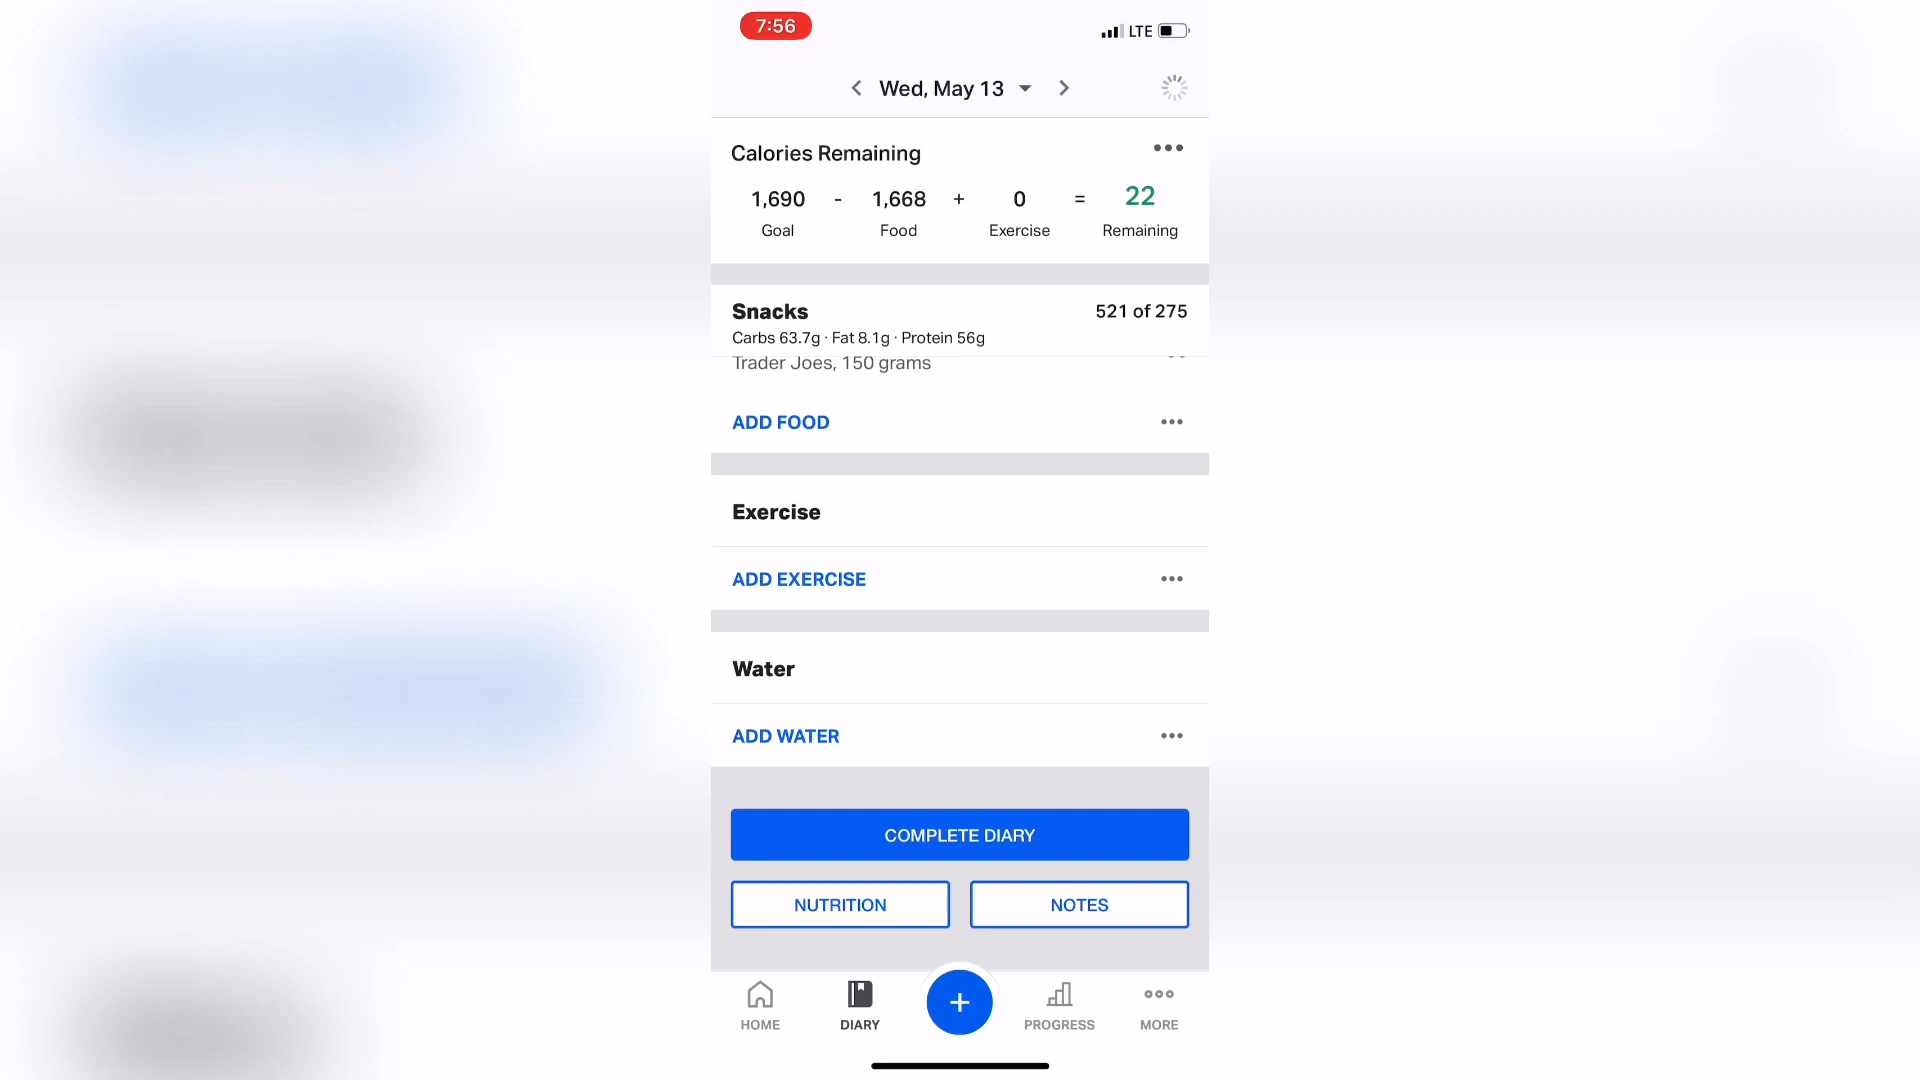 7:56 LTE
Wed, May 13
Calories Remaining
1,690 - 1,668 + 0 = 22
Goal Food Exercise Remaining
Snacks 521 of 275
Carbs 63.7g · Fat 8.1g · Protein 56g
Trader Joes, 150 grams
ADD FOOD
Exercise
ADD EXERCISE
Water
ADD WATER
COMPLETE DIARY
NUTRITION NOTES
HOME DIARY + PROGRESS MORE